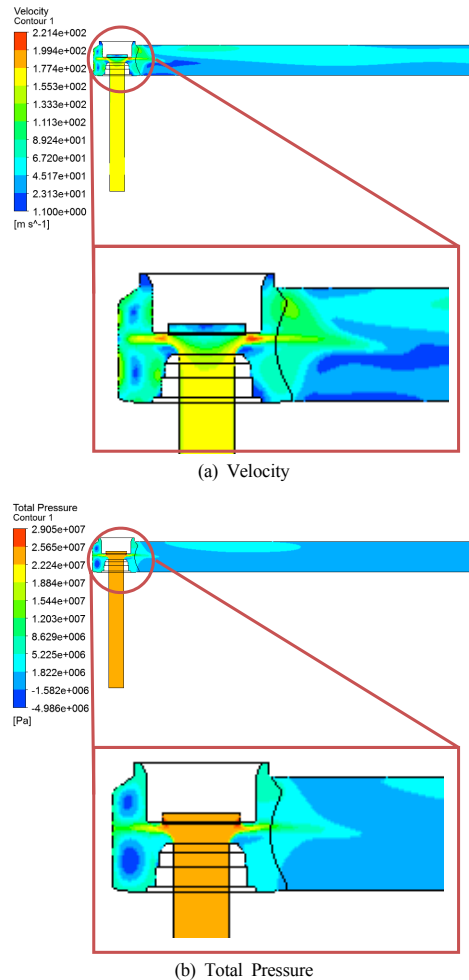 Velocity
Contour 1
2.214e+002
1.994e+002
1.774e+002
1.553e+002
1.333e+002
1.113e+002
8.924e+001
6.720e+001
4.517e+001
2.313e+001
1.100e+000
[m s^-1]
(a) Velocity
Total Pressure
Contour 1
2.905e+007
2.565e+007
2.224e+007
1.884e+007
1.544e+007
1.203e+007
8.629e+006
5.225e+006
1.822e+006
-1.582e+006
-4.986e+006
[Pa]
(b) Total Pressure